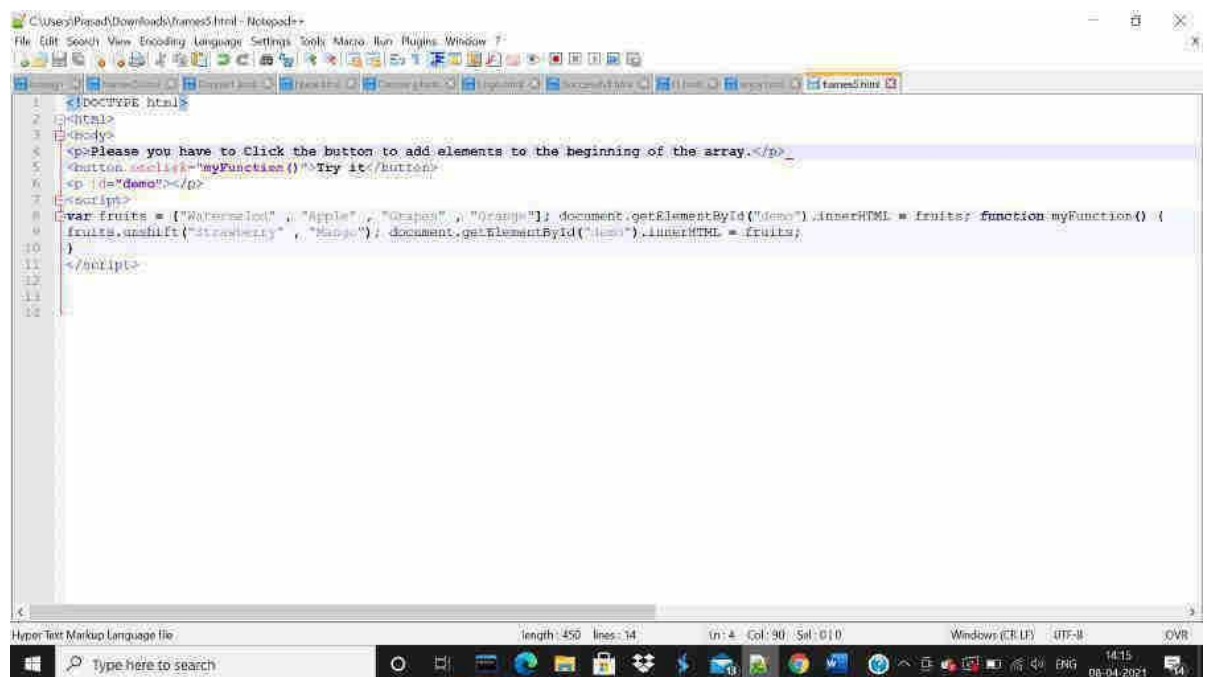 C:\Users\Prasad\Downloads\frames5.html - Notepad++
File Edit Search View Encoding Language Settings Tools Macro Run Plugins Window ?
frames5.html
1 <!DOCTYPE html>
2 <html>
3 <body>
4 <p>Please you have to Click the button to add elements to the beginning of the array.</p>
5 <button onclick="myFunction()">Try it</button>
6 <p id="demo"></p>
7 <script>
8 var fruits = ["Watermelon" , "Apple" , "Grapes" , "Orange"]; document.getElementById("demo").innerHTML = fruits; function myFunction() {
9 fruits.unshift("Strawberry" , "Mango"); document.getElementById("demo").innerHTML = fruits;
10 }
11 </script>
12
13
14
Hyper Text Markup Language file length : 450 lines : 14 Ln : 4 Col : 90 Sel : 0 | 0 Windows (CR LF) UTF-8 OVR
Type here to search 13 ENG 14:15
08-04-2021